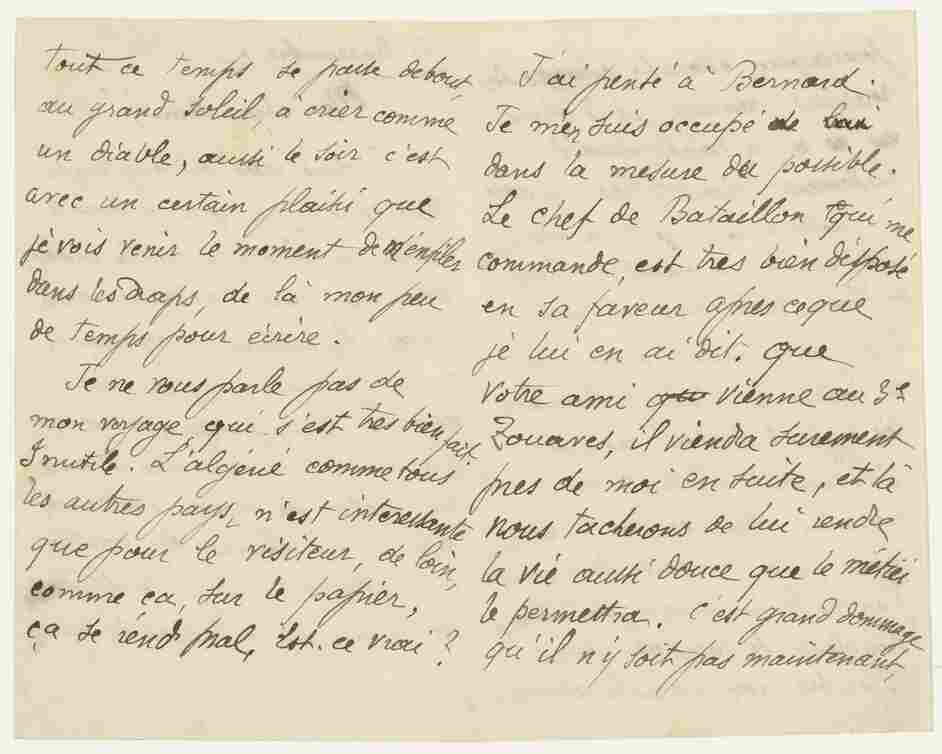 tout ce temps se passe debout
au grand soleil, à crier comme
un diable, aussi le soir c'est
avec un certain plaisir que
je vois venir le moment de m'enfiler
dans les draps, de là mon peu
de temps pour écrire.
Je ne vous parle pas de
mon voyage qui s'est très bien fait
Inutile. L'algérie comme tous
les autres pays, n'est interessante
que pour le visiteur, de loin,
comme ça, sur le papier,
ça se rend mal, Est-ce vrai ?
J'ai pensé à Bernard.
Je m'en suis occupé de lui
dans la mesure du possible.
Le chef de Bataillon qui me
commande, est tres bien disposé
en sa faveur apres ce que
je lui en ai dit. Que
votre ami qu vienne au 3e
Zouaves, il viendra surement
pres de moi en suite, et là
nous tacherons de lui rendre
la vie aussi douce que le métier
le permettra. C'est grand dommage
qu'il n'y soit pas maintenant,